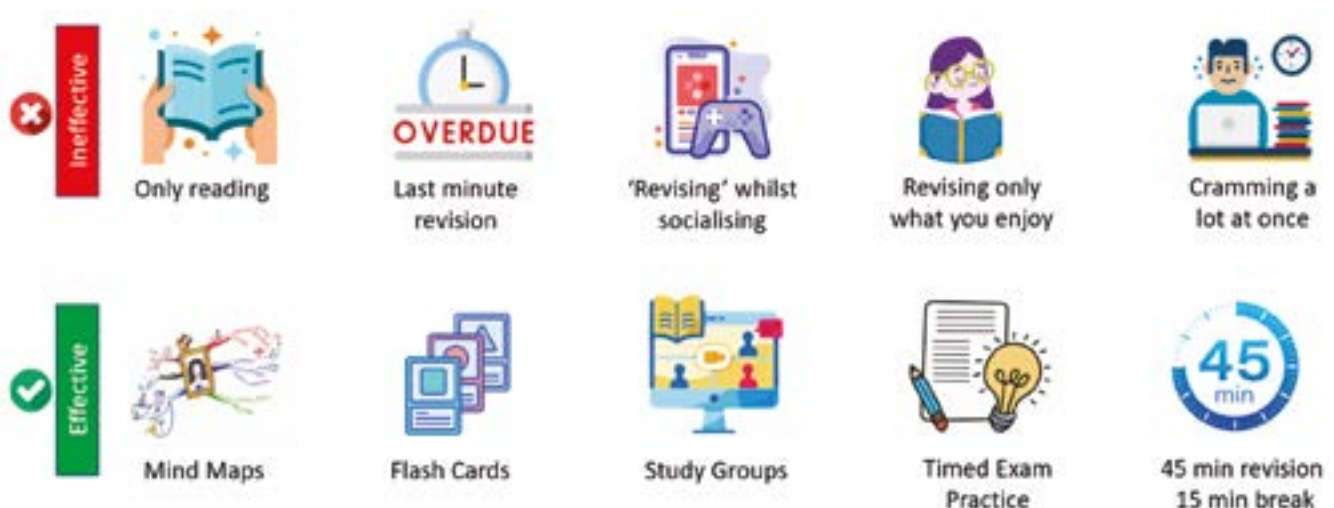 Ineffective
OVERDUE
Only reading
Last minute
revision
'Revising' whilst
socialising
Revising only
what you enjoy
Cramming a
lot at once
Effective
45
min
Mind Maps
Flash Cards
Study Groups
Timed Exam
Practice
45 min revision
15 min break